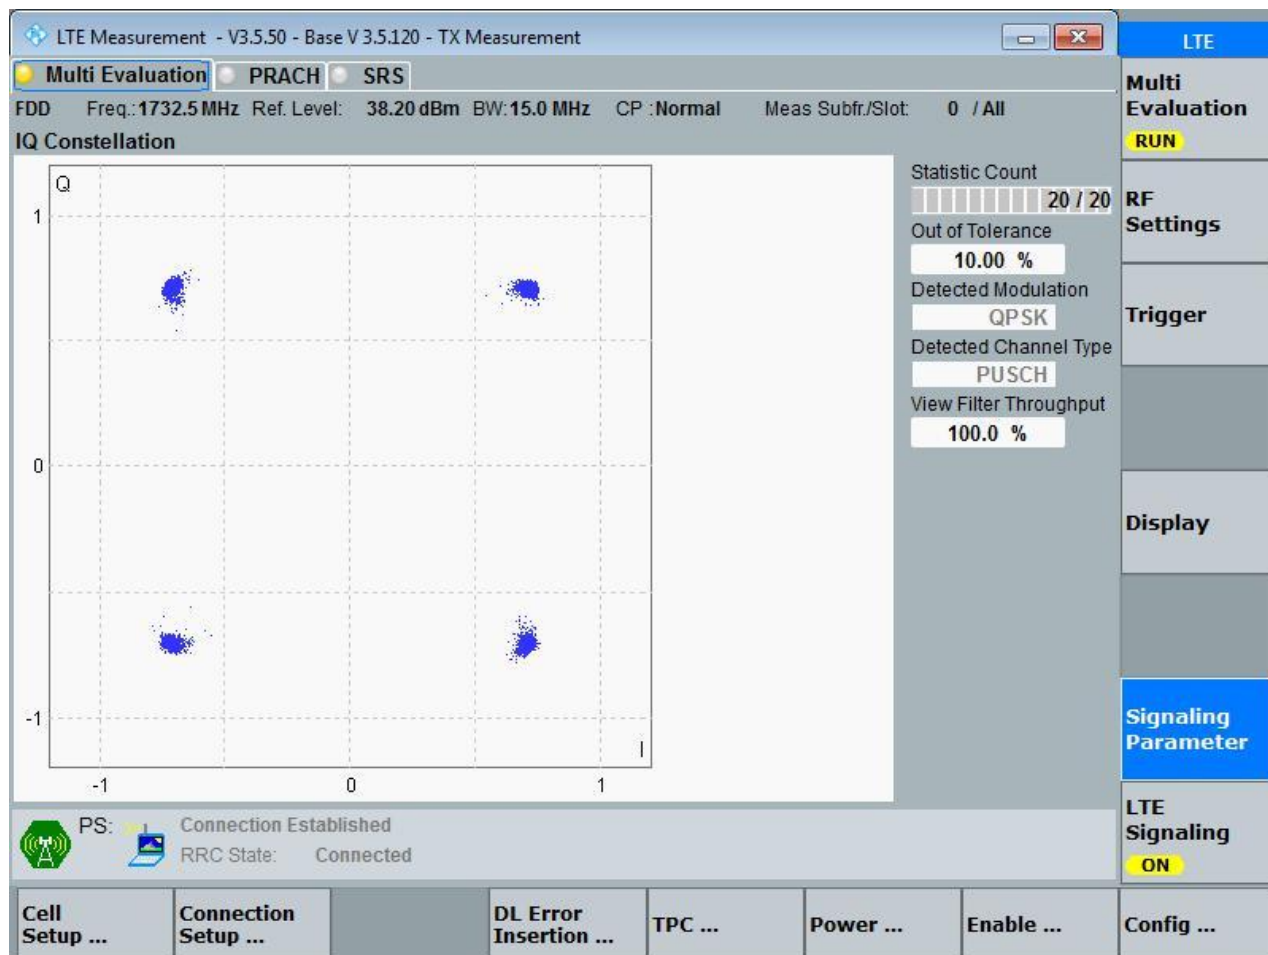 LTE Measurement - V3.5.50 - Base V 3.5.120 - TX Measurement
LTE
Multi Evaluation PRACH SRS
FDD Freq.:1732.5 MHz Ref. Level: 38.20 dBm BW:15.0 MHz CP :Normal Meas Subfr./Slot: 0 / All
IQ Constellation
Q
1
0
-1
-1 0 1
I
Statistic Count
20 / 20
Out of Tolerance
10.00 %
Detected Modulation
QPSK
Detected Channel Type
PUSCH
View Filter Throughput
100.0 %
Multi
Evaluation
RUN
RF
Settings
Trigger
Display
Signaling
Parameter
LTE
Signaling
ON
PS: Connection Established
RRC State: Connected
Cell
Setup ...
Connection
Setup ...
DL Error
Insertion ...
TPC ...
Power ...
Enable ...
Config ...